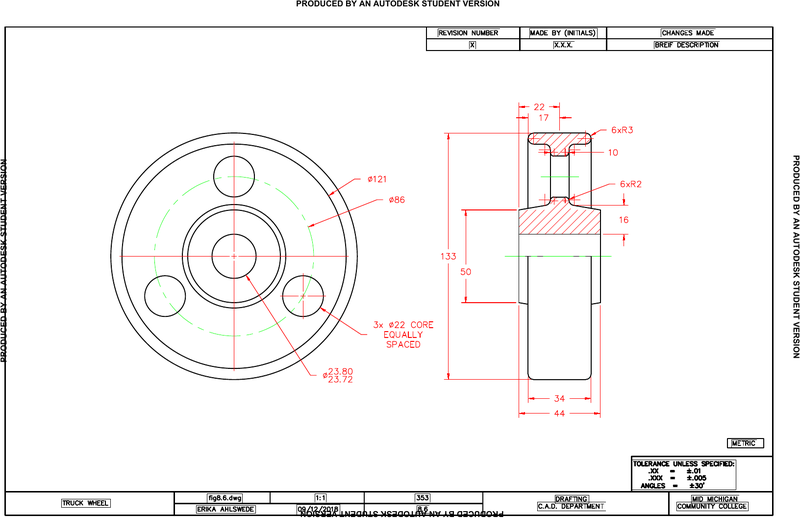 PRODUCED BY AN AUTODESK STUDENT VERSION
REVISION NUMBER
MADE BY (INITIALS)
CHANGES MADE
X
X.X.X.
BREIF DESCRIPTION
22
17
6xR3
10
6xR2
16
133
50
34
44
ø121
ø86
3x ø22 CORE
EQUALLY
SPACED
ø23.80
23.72
PRODUCED BY AN AUTODESK STUDENT VERSION
PRODUCED BY AN AUTODESK STUDENT VERSION
METRIC
TOLERANCE UNLESS SPECIFIED:
.XX = ±.01
.XXX = ±.005
ANGLES = ±30'
TRUCK WHEEL
fig8.6.dwg
1:1
353
DRAFTING
MID MICHIGAN
ERIKA AHLSWEDE
09/12/2018
8.6
C.A.D. DEPARTMENT
COMMUNITY COLLEGE
PRODUCED BY AN AUTODESK STUDENT VERSION